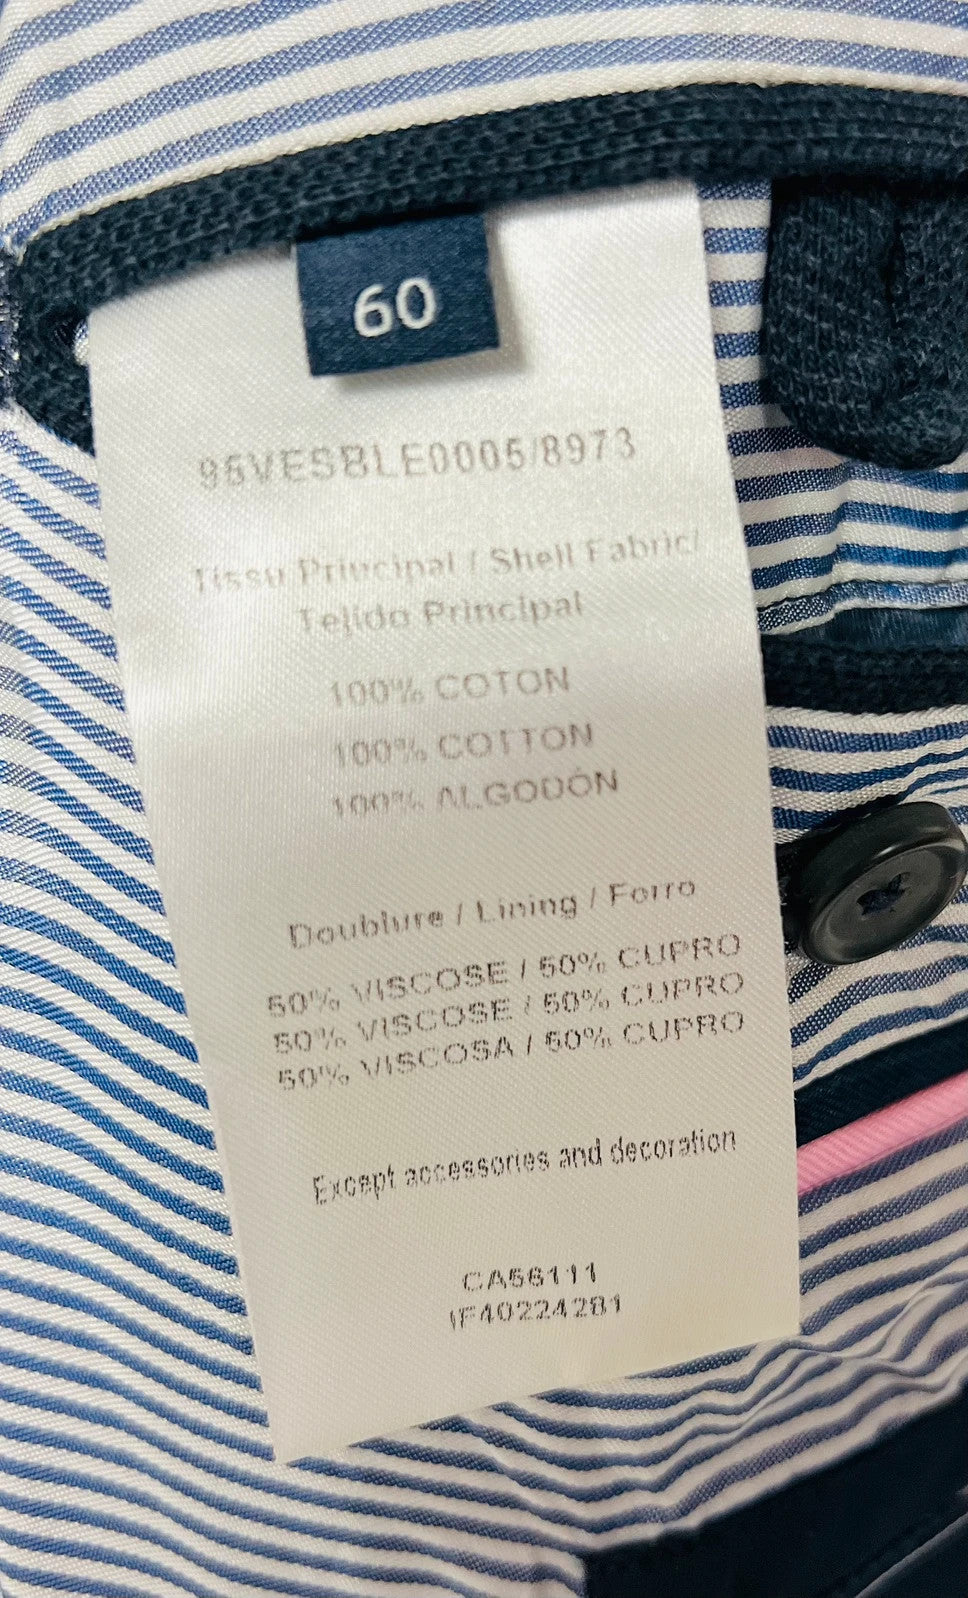 60
95VESBLE0005/8973
Tissu Principal / Shell Fabric/
Tejido Principal
100% COTON
100% COTTON
100% ALGODÓN
Doublure / Lining / Forro
50% VISCOSE / 50% CUPRO
50% VISCOSE / 50% CUPRO
50% VISCOSA / 50% CUPRO
Except accessories and decoration
CA56111
IF40224281